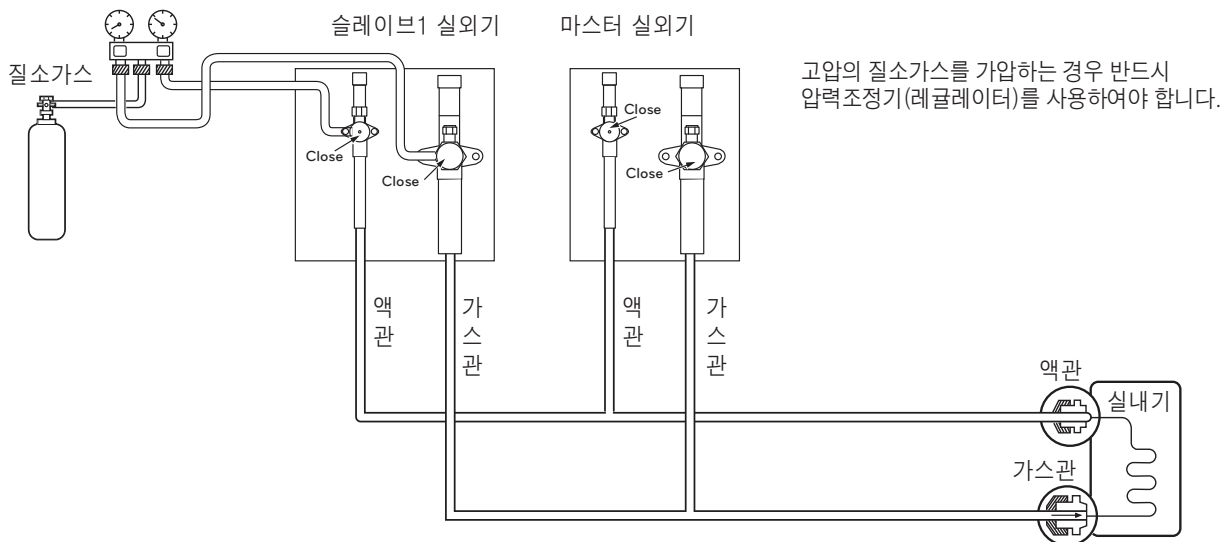 슬레이브1 실외기
마스터 실외기
질소가스
고압의 질소가스를 가압하는 경우 반드시
압력조정기(레귤레이터)를 사용하여야 합니다.
Close
Close
Close
Close
액관
가스관
액관
가스관
액관
실내기
가스관